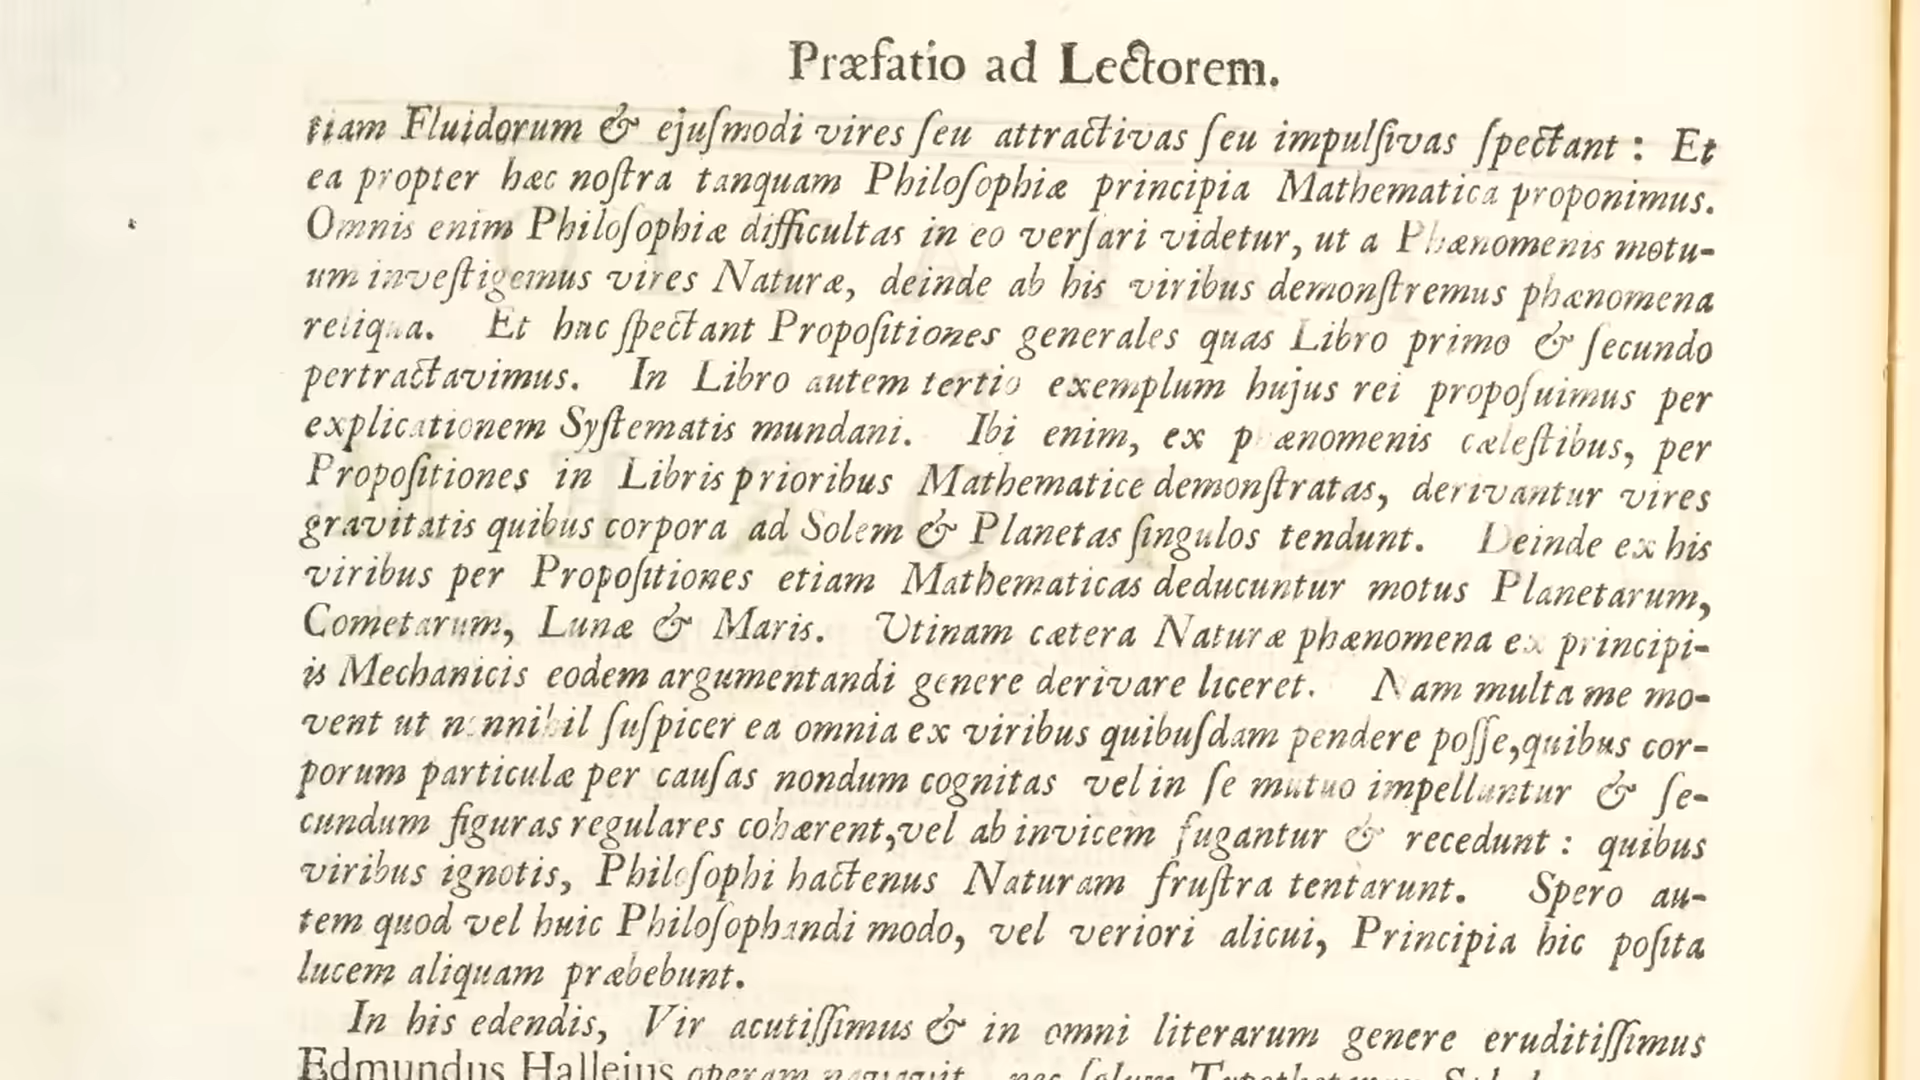 Præfatio ad Lectorem.
tiam Fluidorum & ejuſmodi vires ſeu attractivas ſeu impulſivas ſpectant : Et
ea propter hæc noſtra tanquam Philoſophiæ principia Mathematica proponimus.
Omnis enim Philoſophiæ difficultas in eo verſari videtur, ut a Phænomenis motu-
um inveſtigemus vires Naturæ, deinde ab his viribus demonſtremus phænomena
reliqua. Et huc ſpectant Propoſitiones generales quas Libro primo & ſecundo
pertractavimus. In Libro autem tertio exemplum hujus rei propoſuimus per
explicationem Syſtematis mundani. Ibi enim, ex phænomenis cæleſtibus, per
Propoſitiones in Libris prioribus Mathematice demonſtratas, derivantur vires
gravitatis quibus corpora ad Solem & Planetas ſingulos tendunt. Deinde ex his
viribus per Propoſitiones etiam Mathematicas deducuntur motus Planetarum,
Cometarum, Lunæ & Maris. Utinam cætera Naturæ phænomena ex principi-
is Mechanicis eodem argumentandi genere derivare liceret. Nam multa me mo-
vent ut nonnihil ſuſpicer ea omnia ex viribus quibuſdam pendere poſſe, quibus cor-
porum particulæ per cauſas nondum cognitas vel in ſe mutuo impelluntur & ſe-
cundum figuras regulares cohærent, vel ab invicem fugantur & recedunt : quibus
viribus ignotis, Philoſophi hactenus Naturam fruſtra tentarunt. Spero au-
tem quod vel huic Philoſophandi modo, vel veriori alicui, Principia hic poſita
lucem aliquam præbebunt.
In his edendis, Vir acutiſſimus & in omni literarum genere eruditiſſimus
Edmundus Halleius operam navavit, nec ſolum